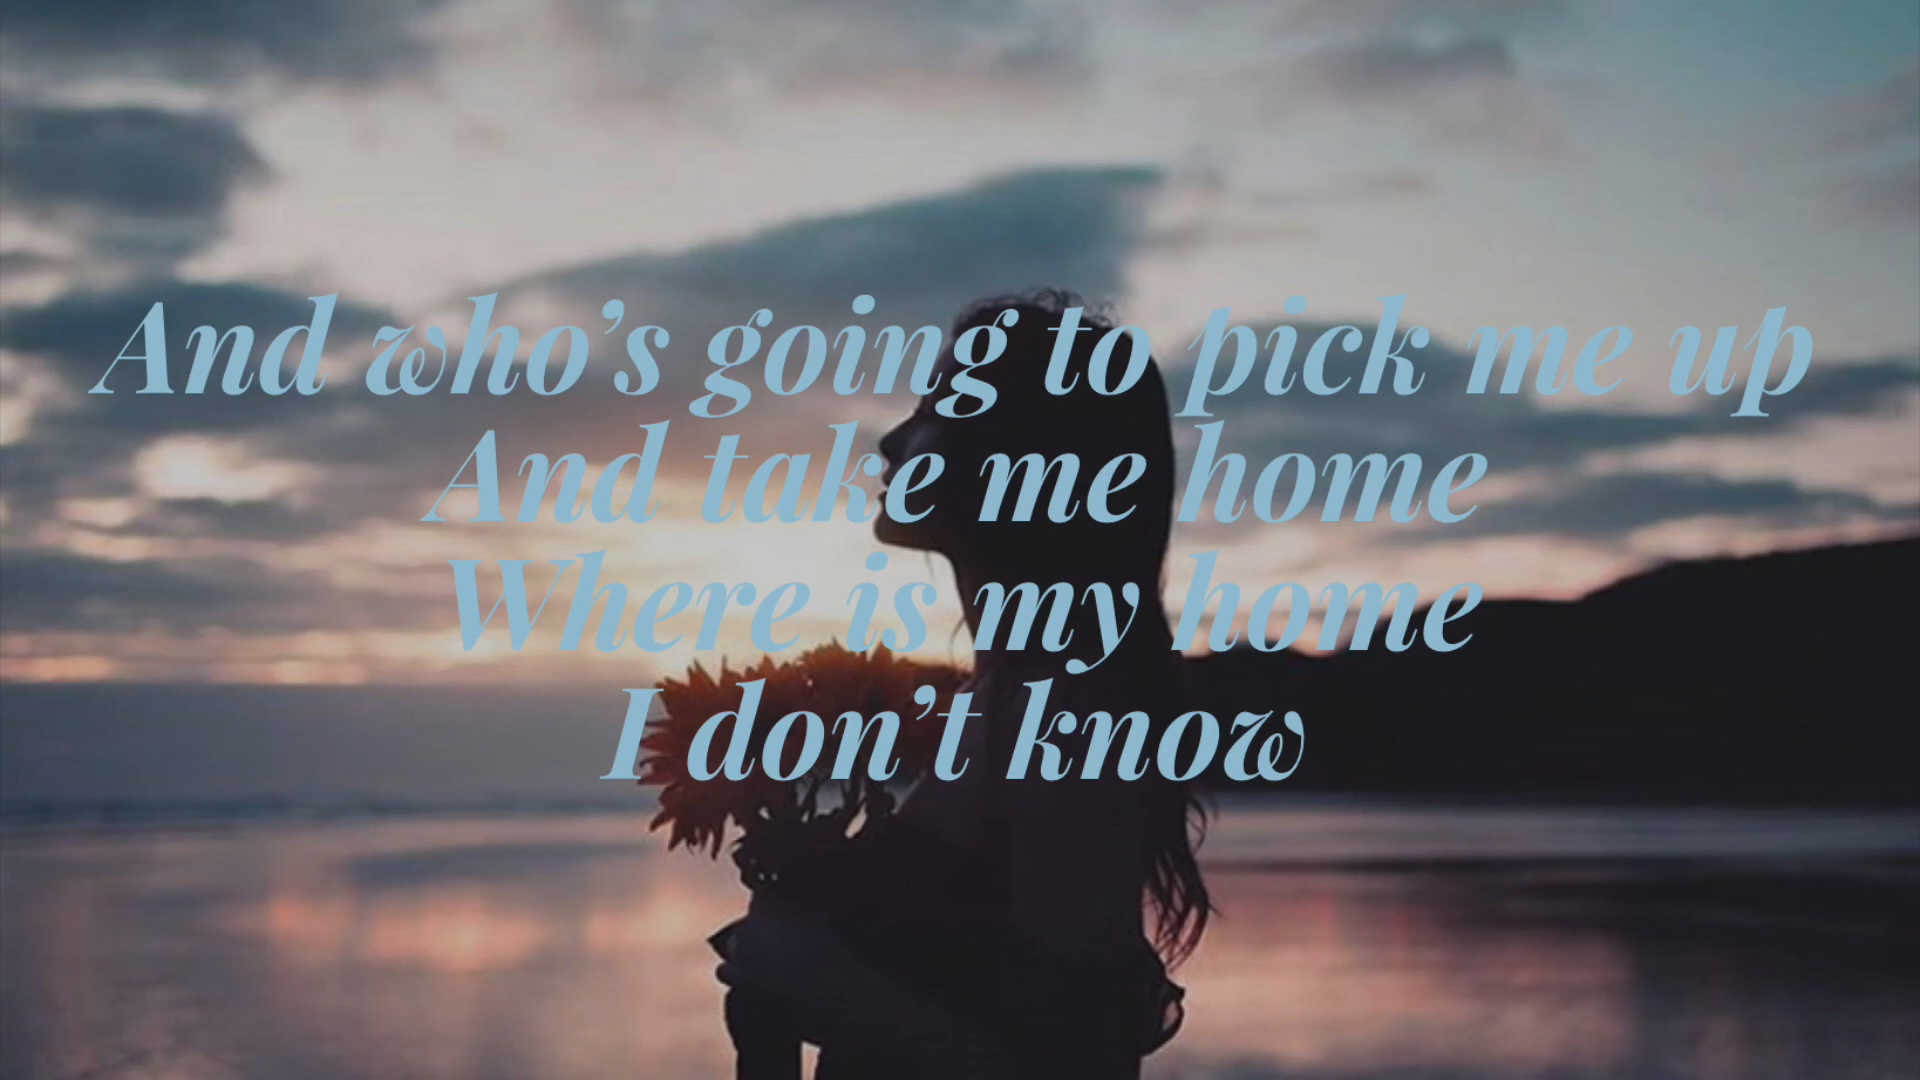 And who’s going to pick me up
And take me home
Where is my home
I don’t know